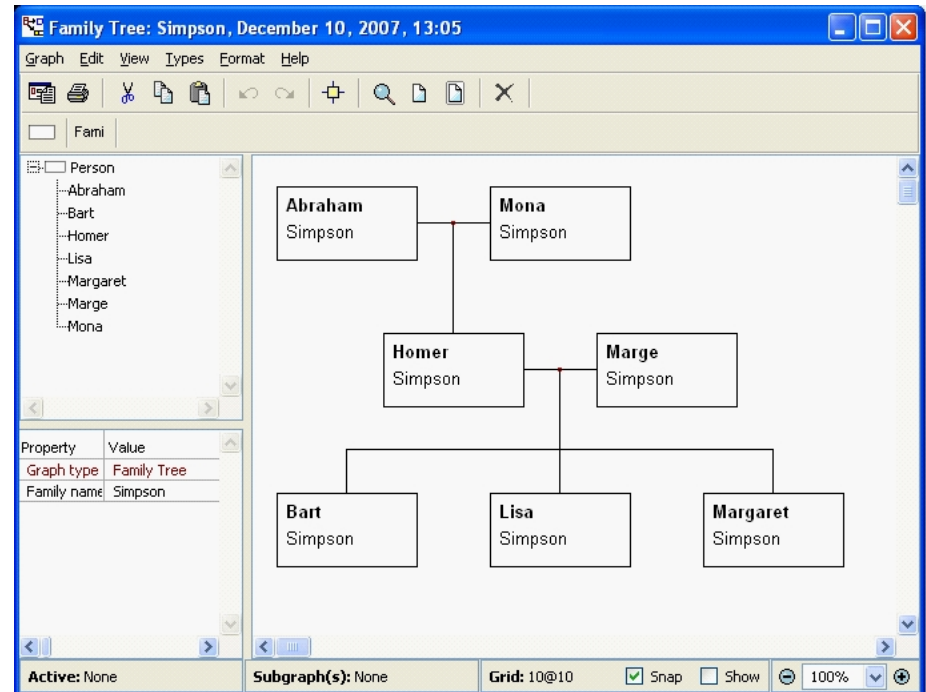 Family Tree: Simpson, December 10, 2007, 13:05
Graph Edit View Types Format Help
Fami
Person
Abraham
Bart
Homer
Lisa
Margaret
Marge
Mona
Property Value
Graph type Family Tree
Family name Simpson
Abraham
Simpson
Mona
Simpson
Homer
Simpson
Marge
Simpson
Bart
Simpson
Lisa
Simpson
Margaret
Simpson
Active: None Subgraph(s): None Grid: 10@10 Snap Show 100%